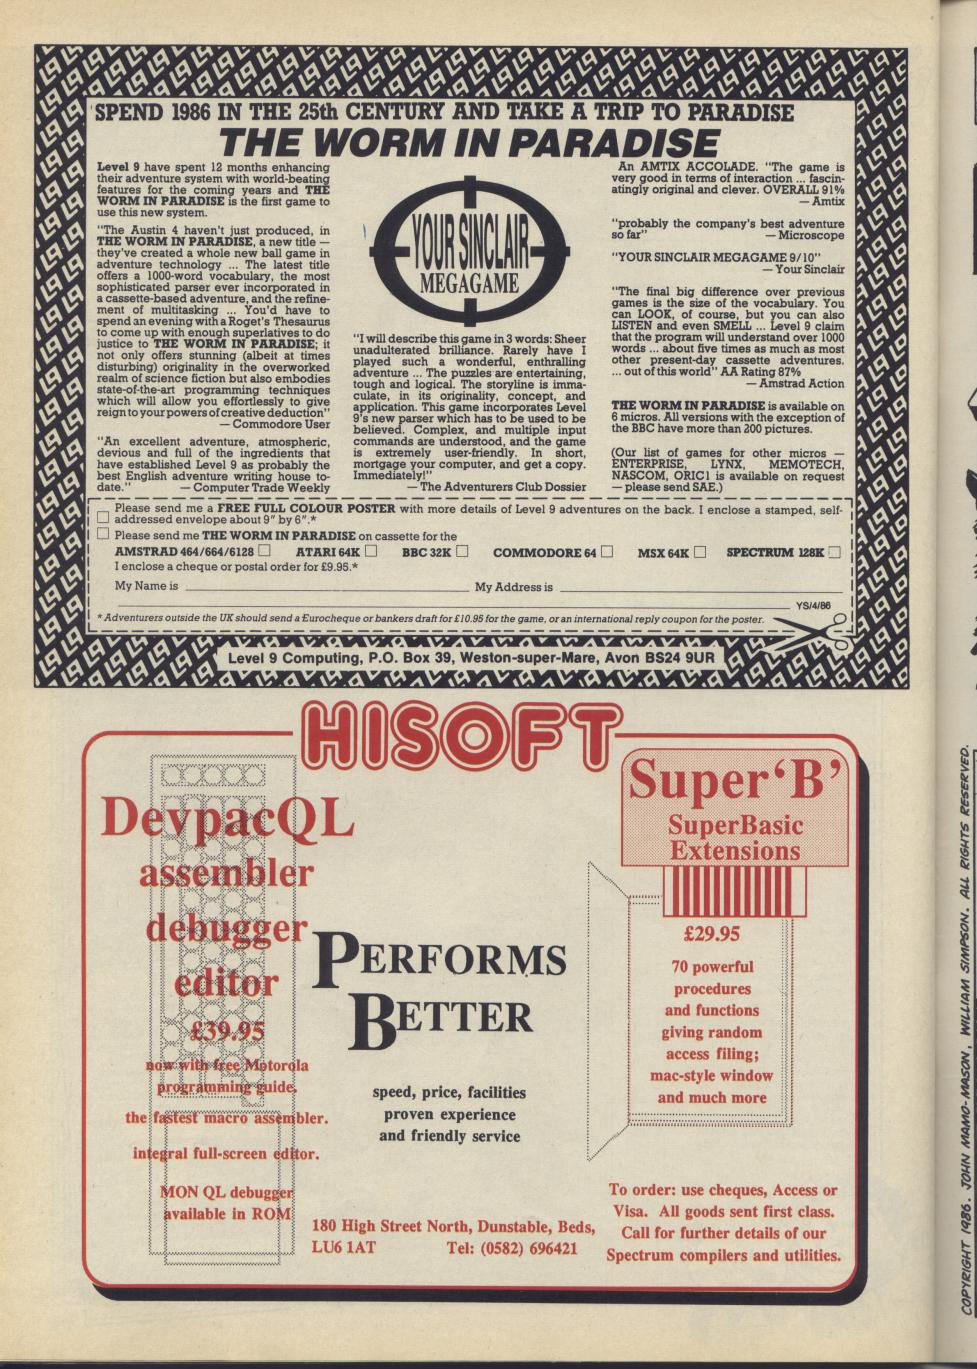 SPEND 1986 IN THE 25th CENTURY AND TAKE A TRIP TO PARADISE
THE WORM IN PARADISE
Level 9 have spent 12 months enhancing
their adventure system with world-beating
features for the coming years and THE
WORM IN PARADISE is the first game to
use this new system.
"The Austin 4 haven't just produced, in
THE WORM IN PARADISE, a new title —
they've created a whole new ball game in
adventure technology ... The latest title
offers a 1000-word vocabulary, the most
sophisticated parser ever incorporated in
a cassette-based adventure, and the refine-
ment of multitasking ... You'd have to
spend an evening with a Roget's Thesaurus
to come up with enough superlatives to do
justice to THE WORM IN PARADISE; it
not only offers stunning (albeit at times
disturbing) originality in the overworked
realm of science fiction but also embodies
state-of-the-art programming techniques
which will allow you effortlessly to give
reign to your powers of creative deduction"
— Commodore User
"An excellent adventure, atmospheric,
devious and full of the ingredients that
have established Level 9 as probably the
best English adventure writing house to-
date." — Computer Trade Weekly
YOUR SINCLAIR
MEGAGAME
"I will describe this game in 3 words: Sheer
unadulterated brilliance. Rarely have I
played such a wonderful, enthralling
adventure ... The puzzles are entertaining,
tough and logical. The storyline is imma-
culate, in its originality, concept, and
application. This game incorporates Level
9's new parser which has to be used to be
believed. Complex, and multiple input
commands are understood, and the game
is extremely user-friendly. In short,
mortgage your computer, and get a copy.
Immediately!"
— The Adventurers Club Dossier
An AMTIX ACCOLADE. "The game is
very good in terms of interaction ... fascin-
atingly original and clever. OVERALL 91%
— Amtix
"probably the company's best adventure
so far" — Microscope
"YOUR SINCLAIR MEGAGAME 9/10"
— Your Sinclair
"The final big difference over previous
games is the size of the vocabulary. You
can LOOK, of course, but you can also
LISTEN and even SMELL ... Level 9 claim
that the program will understand over 1000
words ... about five times as much as most
other present-day cassette adventures.
... out of this world" AA Rating 87%
— Amstrad Action
THE WORM IN PARADISE is available on
6 micros. All versions with the exception of
the BBC have more than 200 pictures.
(Our list of games for other micros —
ENTERPRISE, LYNX, MEMOTECH,
NASCOM, ORIC1 is available on request
— please send SAE.)
Please send me a FREE FULL COLOUR POSTER with more details of Level 9 adventures on the back. I enclose a stamped, self-
addressed envelope about 9" by 6".*
Please send me THE WORM IN PARADISE on cassette for the
AMSTRAD 464/664/6128 ATARI 64K BBC 32K COMMODORE 64 MSX 64K SPECTRUM 128K
I enclose a cheque or postal order for £9.95.*
My Name is My Address is
YS/4/86
* Adventurers outside the UK should send a Eurocheque or bankers draft for £10.95 for the game, or an international reply coupon for the poster.
Level 9 Computing, P.O. Box 39, Weston-super-Mare, Avon BS24 9UR
HISOFT
DevpacQL
assembler
debugger
editor
£39.95
now with free Motorola
programming guide.
the fastest macro assembler.
integral full-screen editor.
MON QL debugger
available in ROM
PERFORMS
BETTER
speed, price, facilities
proven experience
and friendly service
180 High Street North, Dunstable, Beds,
LU6 1AT Tel: (0582) 696421
Super'B'
SuperBasic
Extensions
£29.95
70 powerful
procedures
and functions
giving random
access filing;
mac-style window
and much more
To order: use cheques, Access or
Visa. All goods sent first class.
Call for further details of our
Spectrum compilers and utilities.
COPYRIGHT 1986. JOHN MAMO-MASON, WILLIAM SIMPSON. ALL RIGHTS RESERVED.